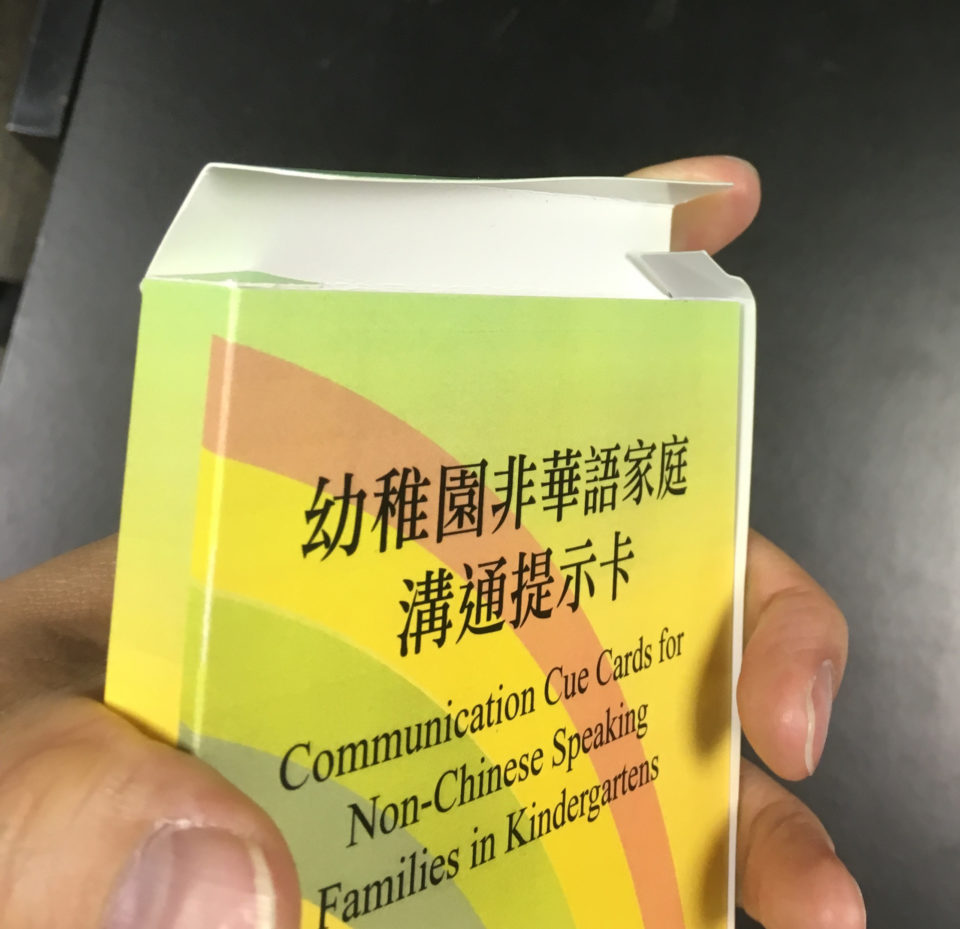 幼稚園非華語家庭
溝通提示卡
Communication Cue Cards for
Non-Chinese Speaking
Families in Kindergartens